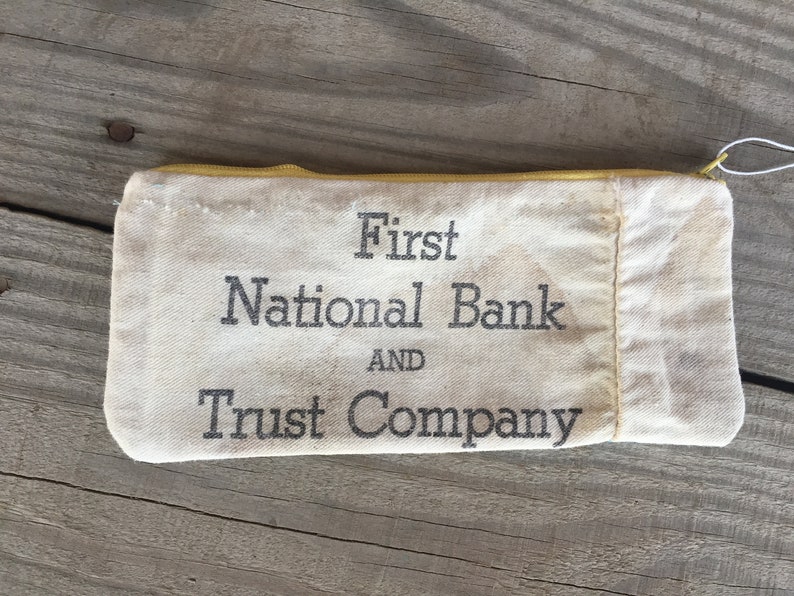 First
National Bank
AND
Trust Company